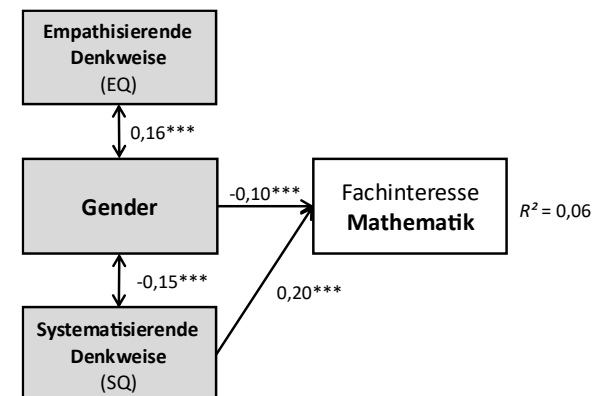 Empathisierende
Denkweise
(EQ)
0,16***
Gender
-0,10***
Fachinteresse
Mathematik
R² = 0,06
-0,15***
0,20***
Systematisierende
Denkweise
(SQ)